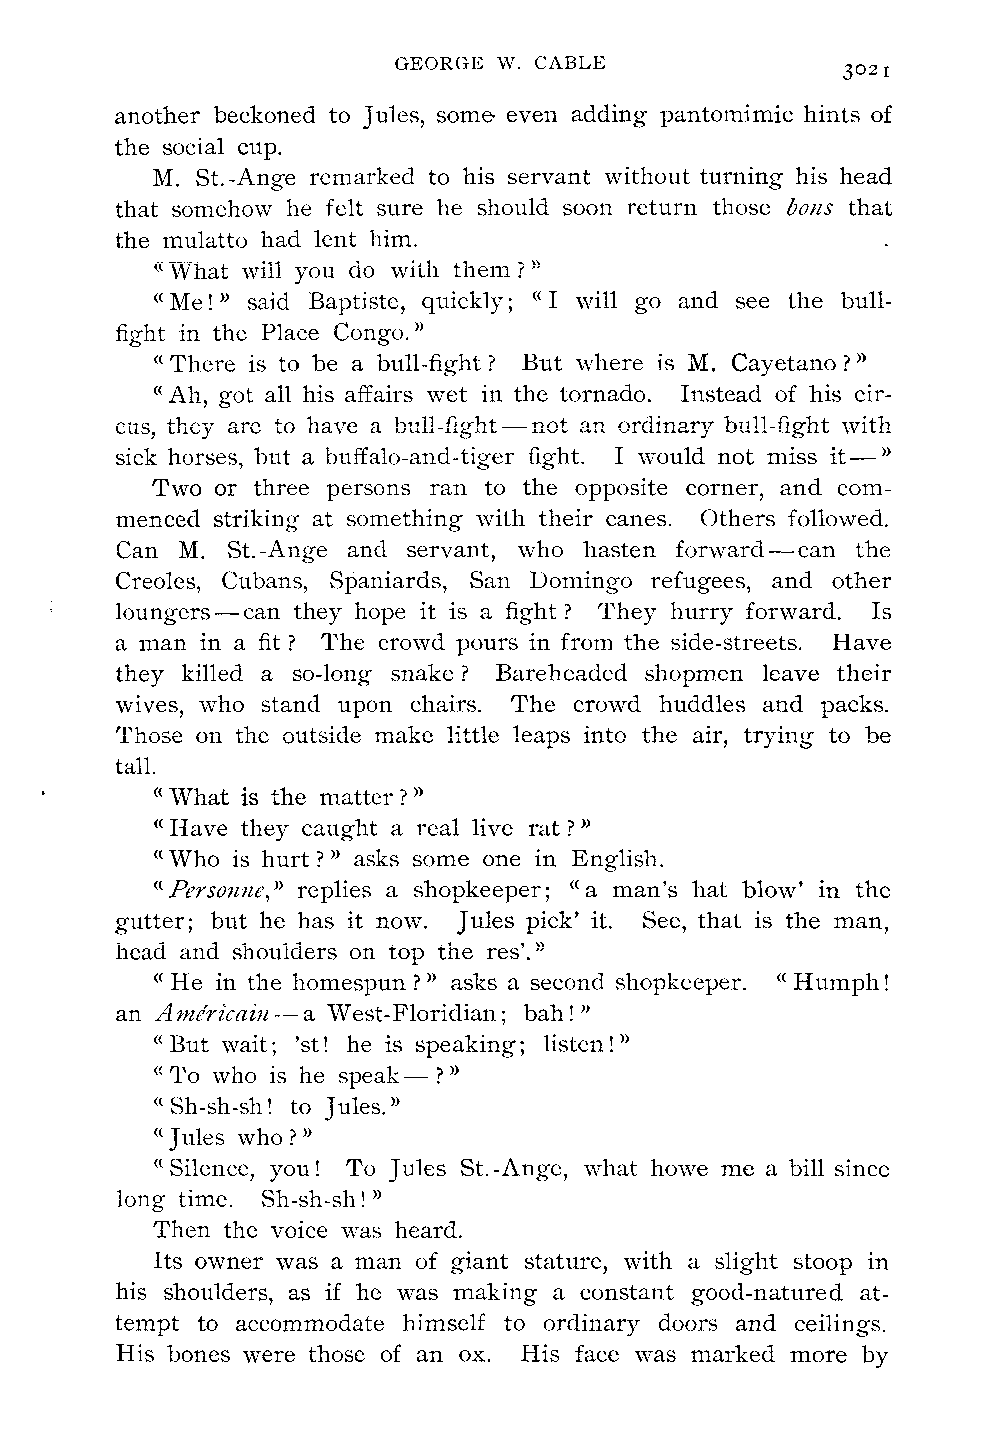 GEORGE W. CABLE
3021
another beckoned to Jules, some even adding pantomimic hints of
the social cup.
M. St.-Ange remarked to his servant without turning his head
that somehow he felt sure he should soon return those bons that
the mulatto had lent him.
«What will you do with them?»
«Me!» said Baptiste, quickly; «I will go and see the bull-
fight in the Place Congo.»
«There is to be a bull-fight? But where is M. Cayetano?»
«Ah, got all his affairs wet in the tornado. Instead of his cir-
cus, they are to have a bull-fight—not an ordinary bull-fight with
sick horses, but a buffalo-and-tiger fight. I would not miss it—»
Two or three persons ran to the opposite corner, and com-
menced striking at something with their canes. Others followed.
Can M. St.-Ange and servant, who hasten forward—can the
Creoles, Cubans, Spaniards, San Domingo refugees, and other
loungers—can they hope it is a fight? They hurry forward. Is
a man in a fit? The crowd pours in from the side-streets. Have
they killed a so-long snake? Bareheaded shopmen leave their
wives, who stand upon chairs. The crowd huddles and packs.
Those on the outside make little leaps into the air, trying to be
tall.
«What is the matter?»
«Have they caught a real live rat?»
«Who is hurt?» asks some one in English.
«Personne,» replies a shopkeeper; «a man's hat blow' in the
gutter; but he has it now. Jules pick' it. See, that is the man,
head and shoulders on top the res'.»
«He in the homespun?» asks a second shopkeeper. «Humph!
an Américain—a West-Floridian; bah!»
«But wait; 'st! he is speaking; listen!»
«To who is he speak—?»
«Sh-sh-sh! to Jules.»
«Jules who?»
«Silence, you! To Jules St.-Ange, what howe me a bill since
long time. Sh-sh-sh!»
Then the voice was heard.
Its owner was a man of giant stature, with a slight stoop in
his shoulders, as if he was making a constant good-natured at-
tempt to accommodate himself to ordinary doors and ceilings.
His bones were those of an ox. His face was marked more by